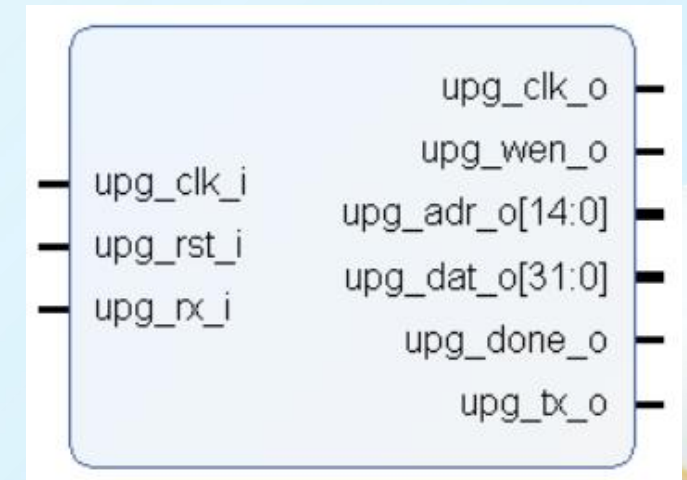 upg_clk_i
upg_rst_i
upg_rx_i
upg_clk_o
upg_wen_o
upg_adr_o[14:0]
upg_dat_o[31:0]
upg_done_o
upg_tx_o